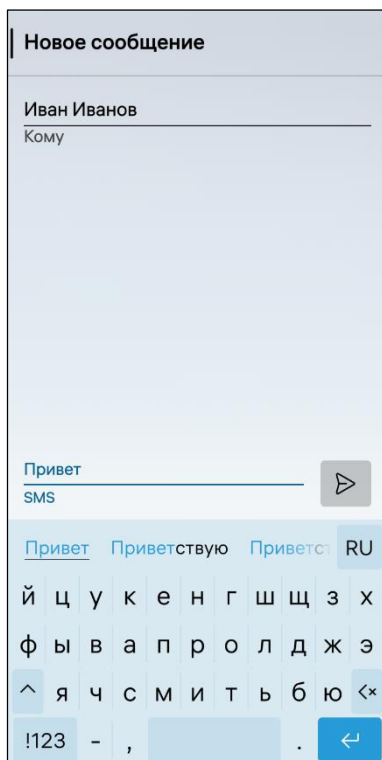 Новое сообщение
Иван Иванов
Кому
Привет
SMS
Привет Приветствую Приветст RU
й ц у к е н г ш щ з х
ф ы в а п р о л д ж э
^ я ч с м и т ь б ю <×
!123 - , .